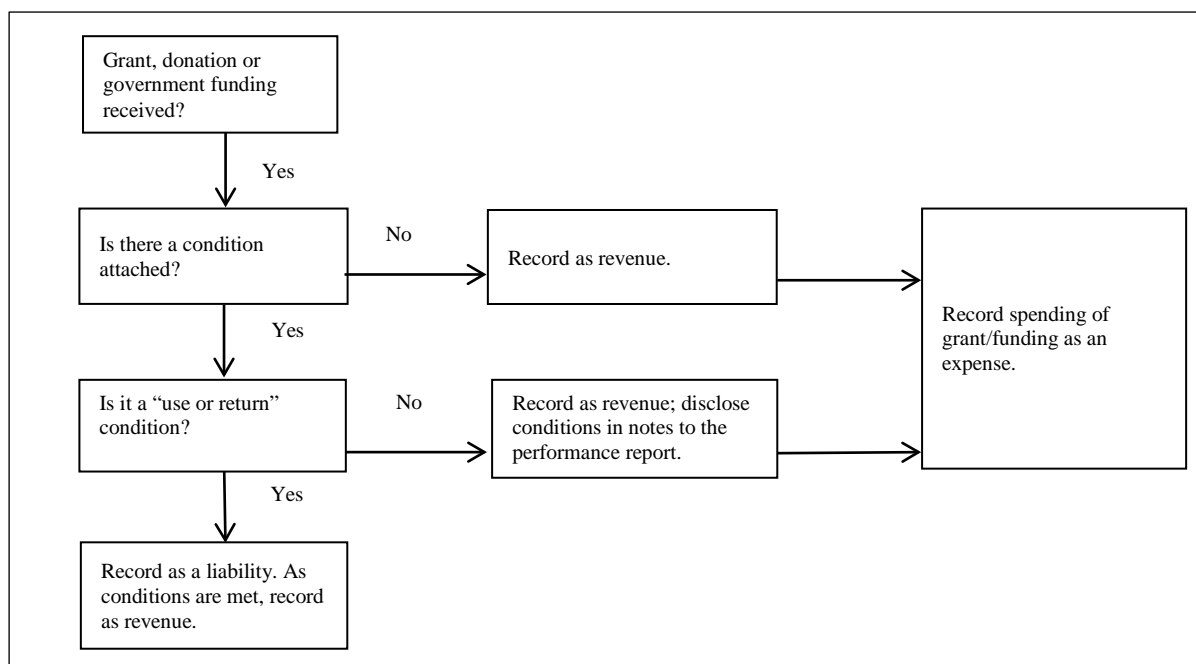 Grant, donation or
government funding
received?
Yes
Is there a condition
attached?
No
Record as revenue.
Record spending of
grant/funding as an
expense.
Yes
Is it a “use or return”
condition?
No
Record as revenue; disclose
conditions in notes to the
performance report.
Yes
Record as a liability. As
conditions are met, record
as revenue.